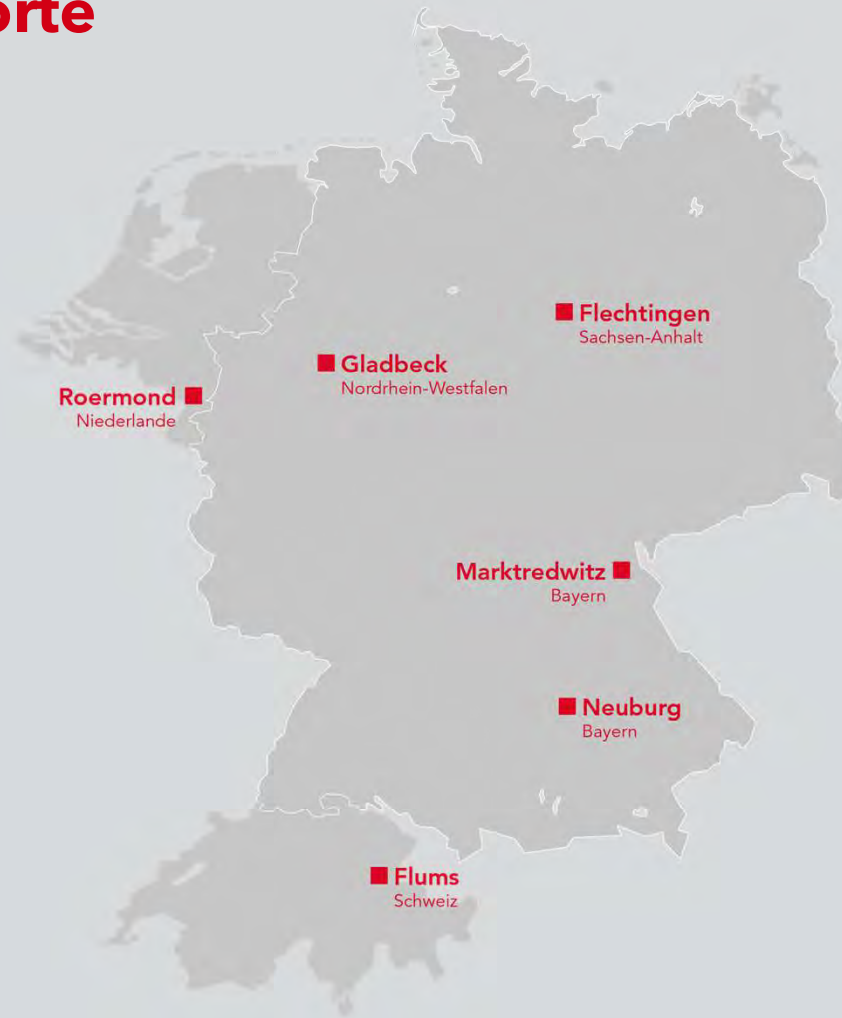 orte
Flechtingen
Sachsen-Anhalt
Gladbeck
Nordrhein-Westfalen
Roermond
Niederlande
Marktredwitz
Bayern
Neuburg
Bayern
Flums
Schweiz